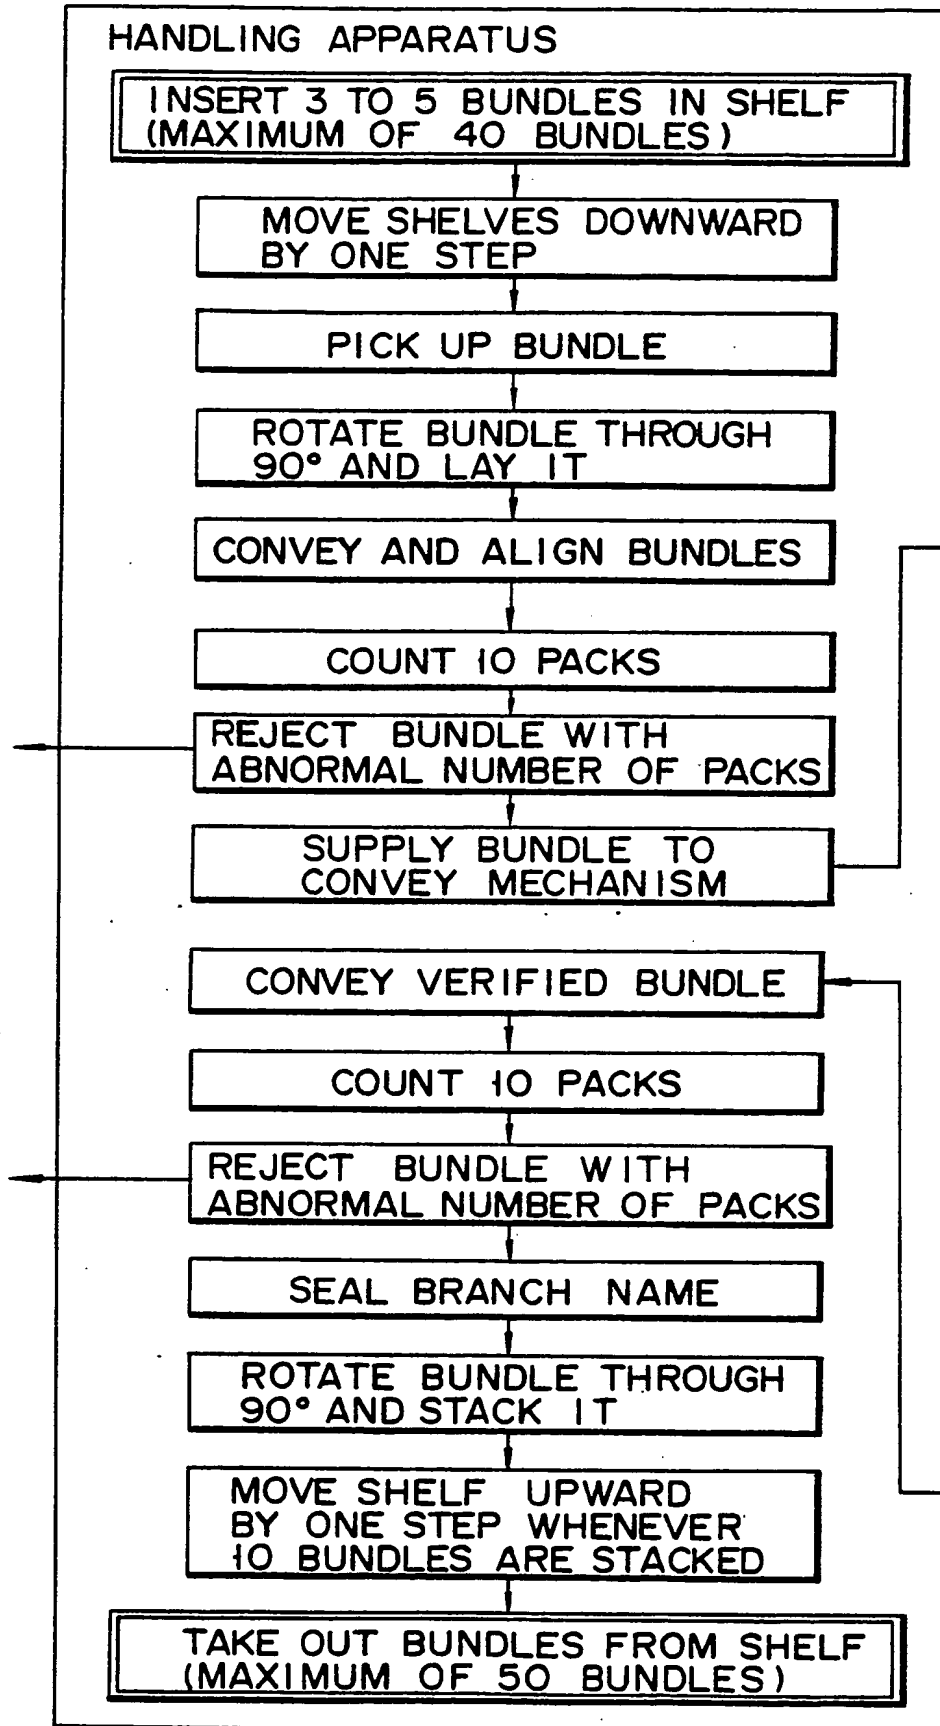 HANDLING APPARATUS
INSERT 3 TO 5 BUNDLES IN SHELF
(MAXIMUM OF 40 BUNDLES)
MOVE SHELVES DOWNWARD
BY ONE STEP
PICK UP BUNDLE
ROTATE BUNDLE THROUGH
90° AND LAY IT
CONVEY AND ALIGN BUNDLES
COUNT 10 PACKS
REJECT BUNDLE WITH
ABNORMAL NUMBER OF PACKS
SUPPLY BUNDLE TO
CONVEY MECHANISM
CONVEY VERIFIED BUNDLE
COUNT 10 PACKS
REJECT BUNDLE WITH
ABNORMAL NUMBER OF PACKS
SEAL BRANCH NAME
ROTATE BUNDLE THROUGH
90° AND STACK IT
MOVE SHELF UPWARD
BY ONE STEP WHENEVER
10 BUNDLES ARE STACKED
TAKE OUT BUNDLES FROM SHELF
(MAXIMUM OF 50 BUNDLES)